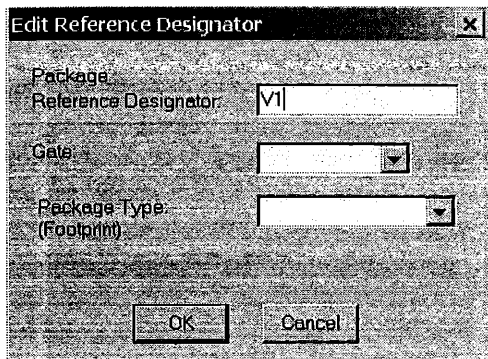 Edit Reference Designator
Package
Reference Designator: V1
Gate:
Package Type:
(Footprint)
OK Cancel